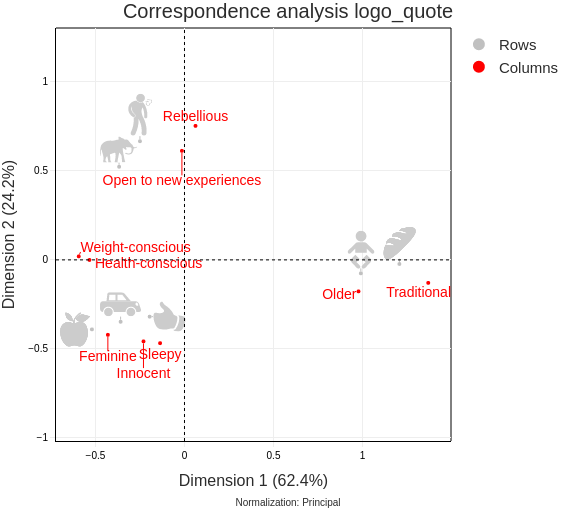 Correspondence analysis logo_quote
Rows
Columns
Rebellious
Open to new experiences
Weight-conscious
Health-conscious
Older
Traditional
Feminine
Sleepy
Innocent
1
0.5
0
−0.5
−1
−0.5
0
0.5
1
Dimension 2 (24.2%)
Dimension 1 (62.4%)
Normalization: Principal